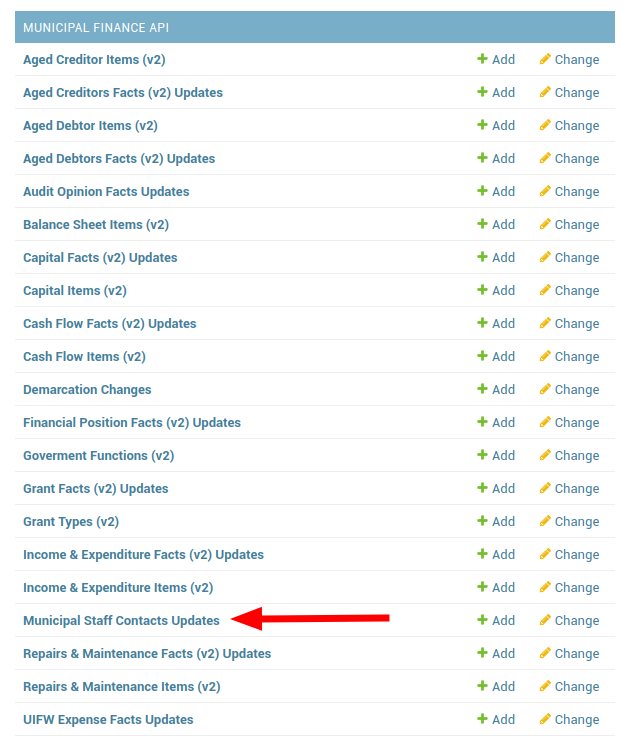 MUNICIPAL FINANCE API
Aged Creditor Items (v2) Add Change
Aged Creditors Facts (v2) Updates Add Change
Aged Debtor Items (v2) Add Change
Aged Debtors Facts (v2) Updates Add Change
Audit Opinion Facts Updates Add Change
Balance Sheet Items (v2) Add Change
Capital Facts (v2) Updates Add Change
Capital Items (v2) Add Change
Cash Flow Facts (v2) Updates Add Change
Cash Flow Items (v2) Add Change
Demarcation Changes Add Change
Financial Position Facts (v2) Updates Add Change
Goverment Functions (v2) Add Change
Grant Facts (v2) Updates Add Change
Grant Types (v2) Add Change
Income & Expenditure Facts (v2) Updates Add Change
Income & Expenditure Items (v2) Add Change
Municipal Staff Contacts Updates Add Change
Repairs & Maintenance Facts (v2) Updates Add Change
Repairs & Maintenance Items (v2) Add Change
UIFW Expense Facts Updates Add Change